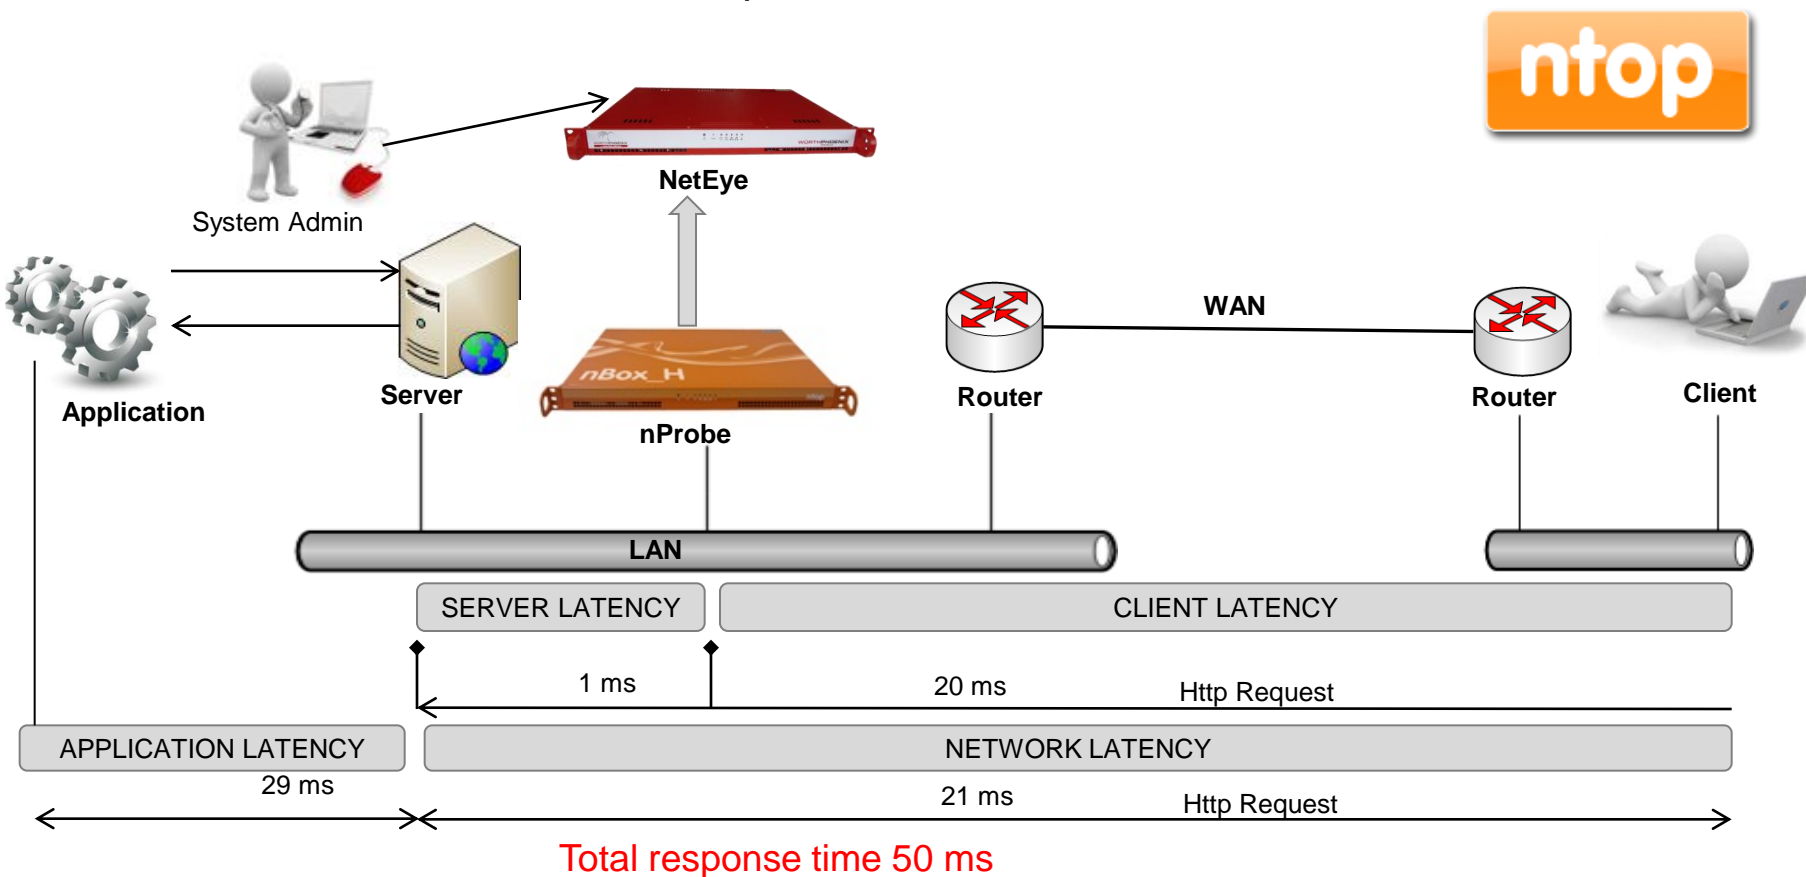 ntop
NetEye
System Admin
WAN
nBox_H
ntop
Server
Application
nProbe
Router
Router
Client
LAN
SERVER LATENCY
CLIENT LATENCY
1 ms
20 ms
Http Request
APPLICATION LATENCY
NETWORK LATENCY
29 ms
21 ms
Http Request
Total response time 50 ms